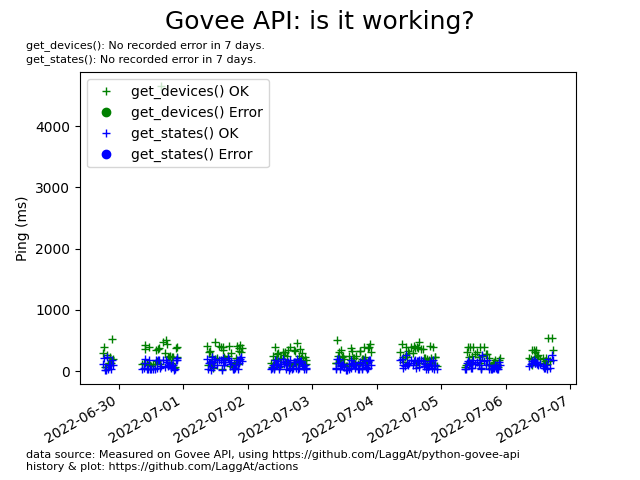 Govee API: is it working?
get_devices(): No recorded error in 7 days.
get_states(): No recorded error in 7 days.
get_devices() OK
get_devices() Error
get_states() OK
get_states() Error
Ping (ms)
4000
3000
2000
1000
0
2022-06-30
2022-07-01
2022-07-02
2022-07-03
2022-07-04
2022-07-05
2022-07-06
2022-07-07
data source: Measured on Govee API, using https://github.com/LaggAt/python-govee-api
history & plot: https://github.com/LaggAt/actions